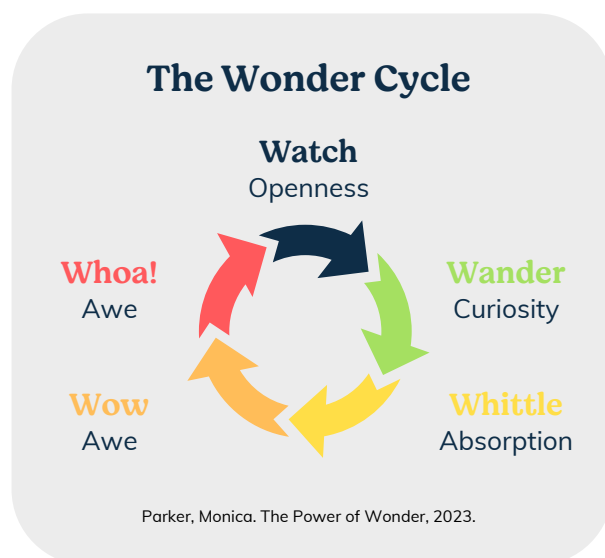 The Wonder Cycle
Watch
Openness
Wander
Curiosity
Whittle
Absorption
Wow
Awe
Whoa!
Awe
Parker, Monica. The Power of Wonder, 2023.